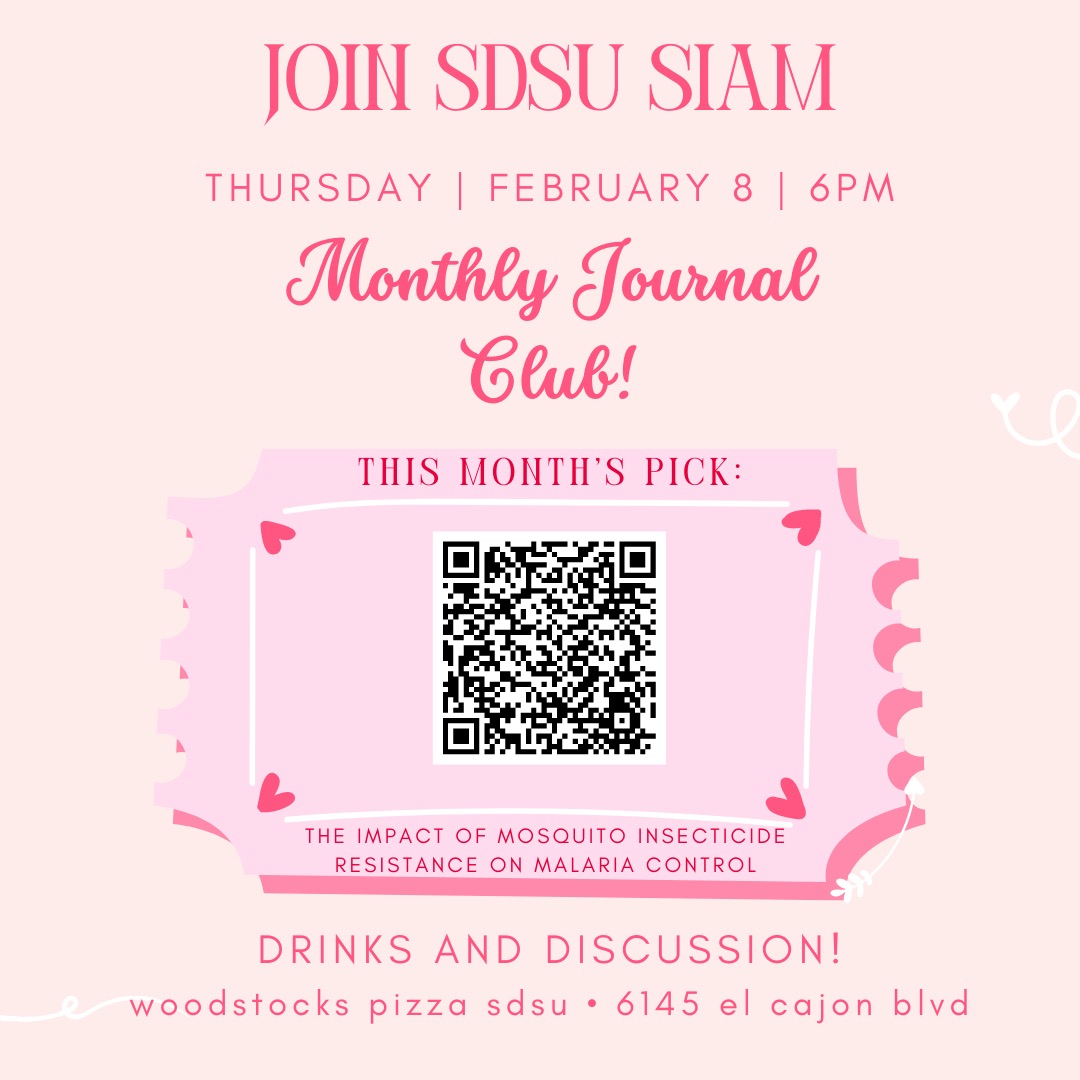 JOIN SDSU SIAM
THURSDAY | FEBRUARY 8 | 6PM
Monthly Journal
Club!
THIS MONTH'S PICK:
THE IMPACT OF MOSQUITO INSECTICIDE
RESISTANCE ON MALARIA CONTROL
DRINKS AND DISCUSSION!
woodstocks pizza sdsu • 6145 el cajon blvd